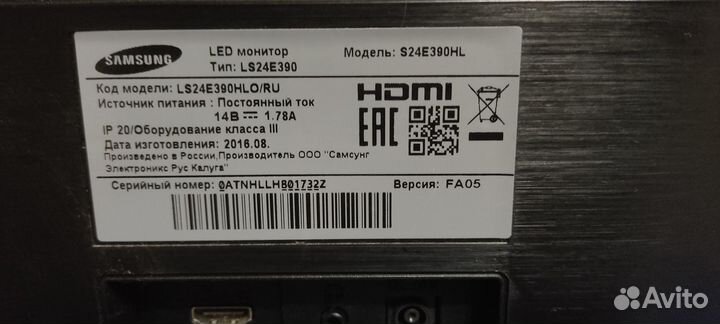 SAMSUNG
LED монитор
Модель: S24E390HL
Тип: LS24E390
Код модели: LS24E390HLO/RU
Источник питания : Постоянный ток
14В 1.78A
HDMI
EAC
IP 20/Оборудование класса III
Дата изготовления: 2016.08.
Произведено в России,Производитель ООО "Самсунг
Электроникс Рус Калуга"
Серийный номер: 0ATNHLLH801732Z
Версия: FA05
Avito